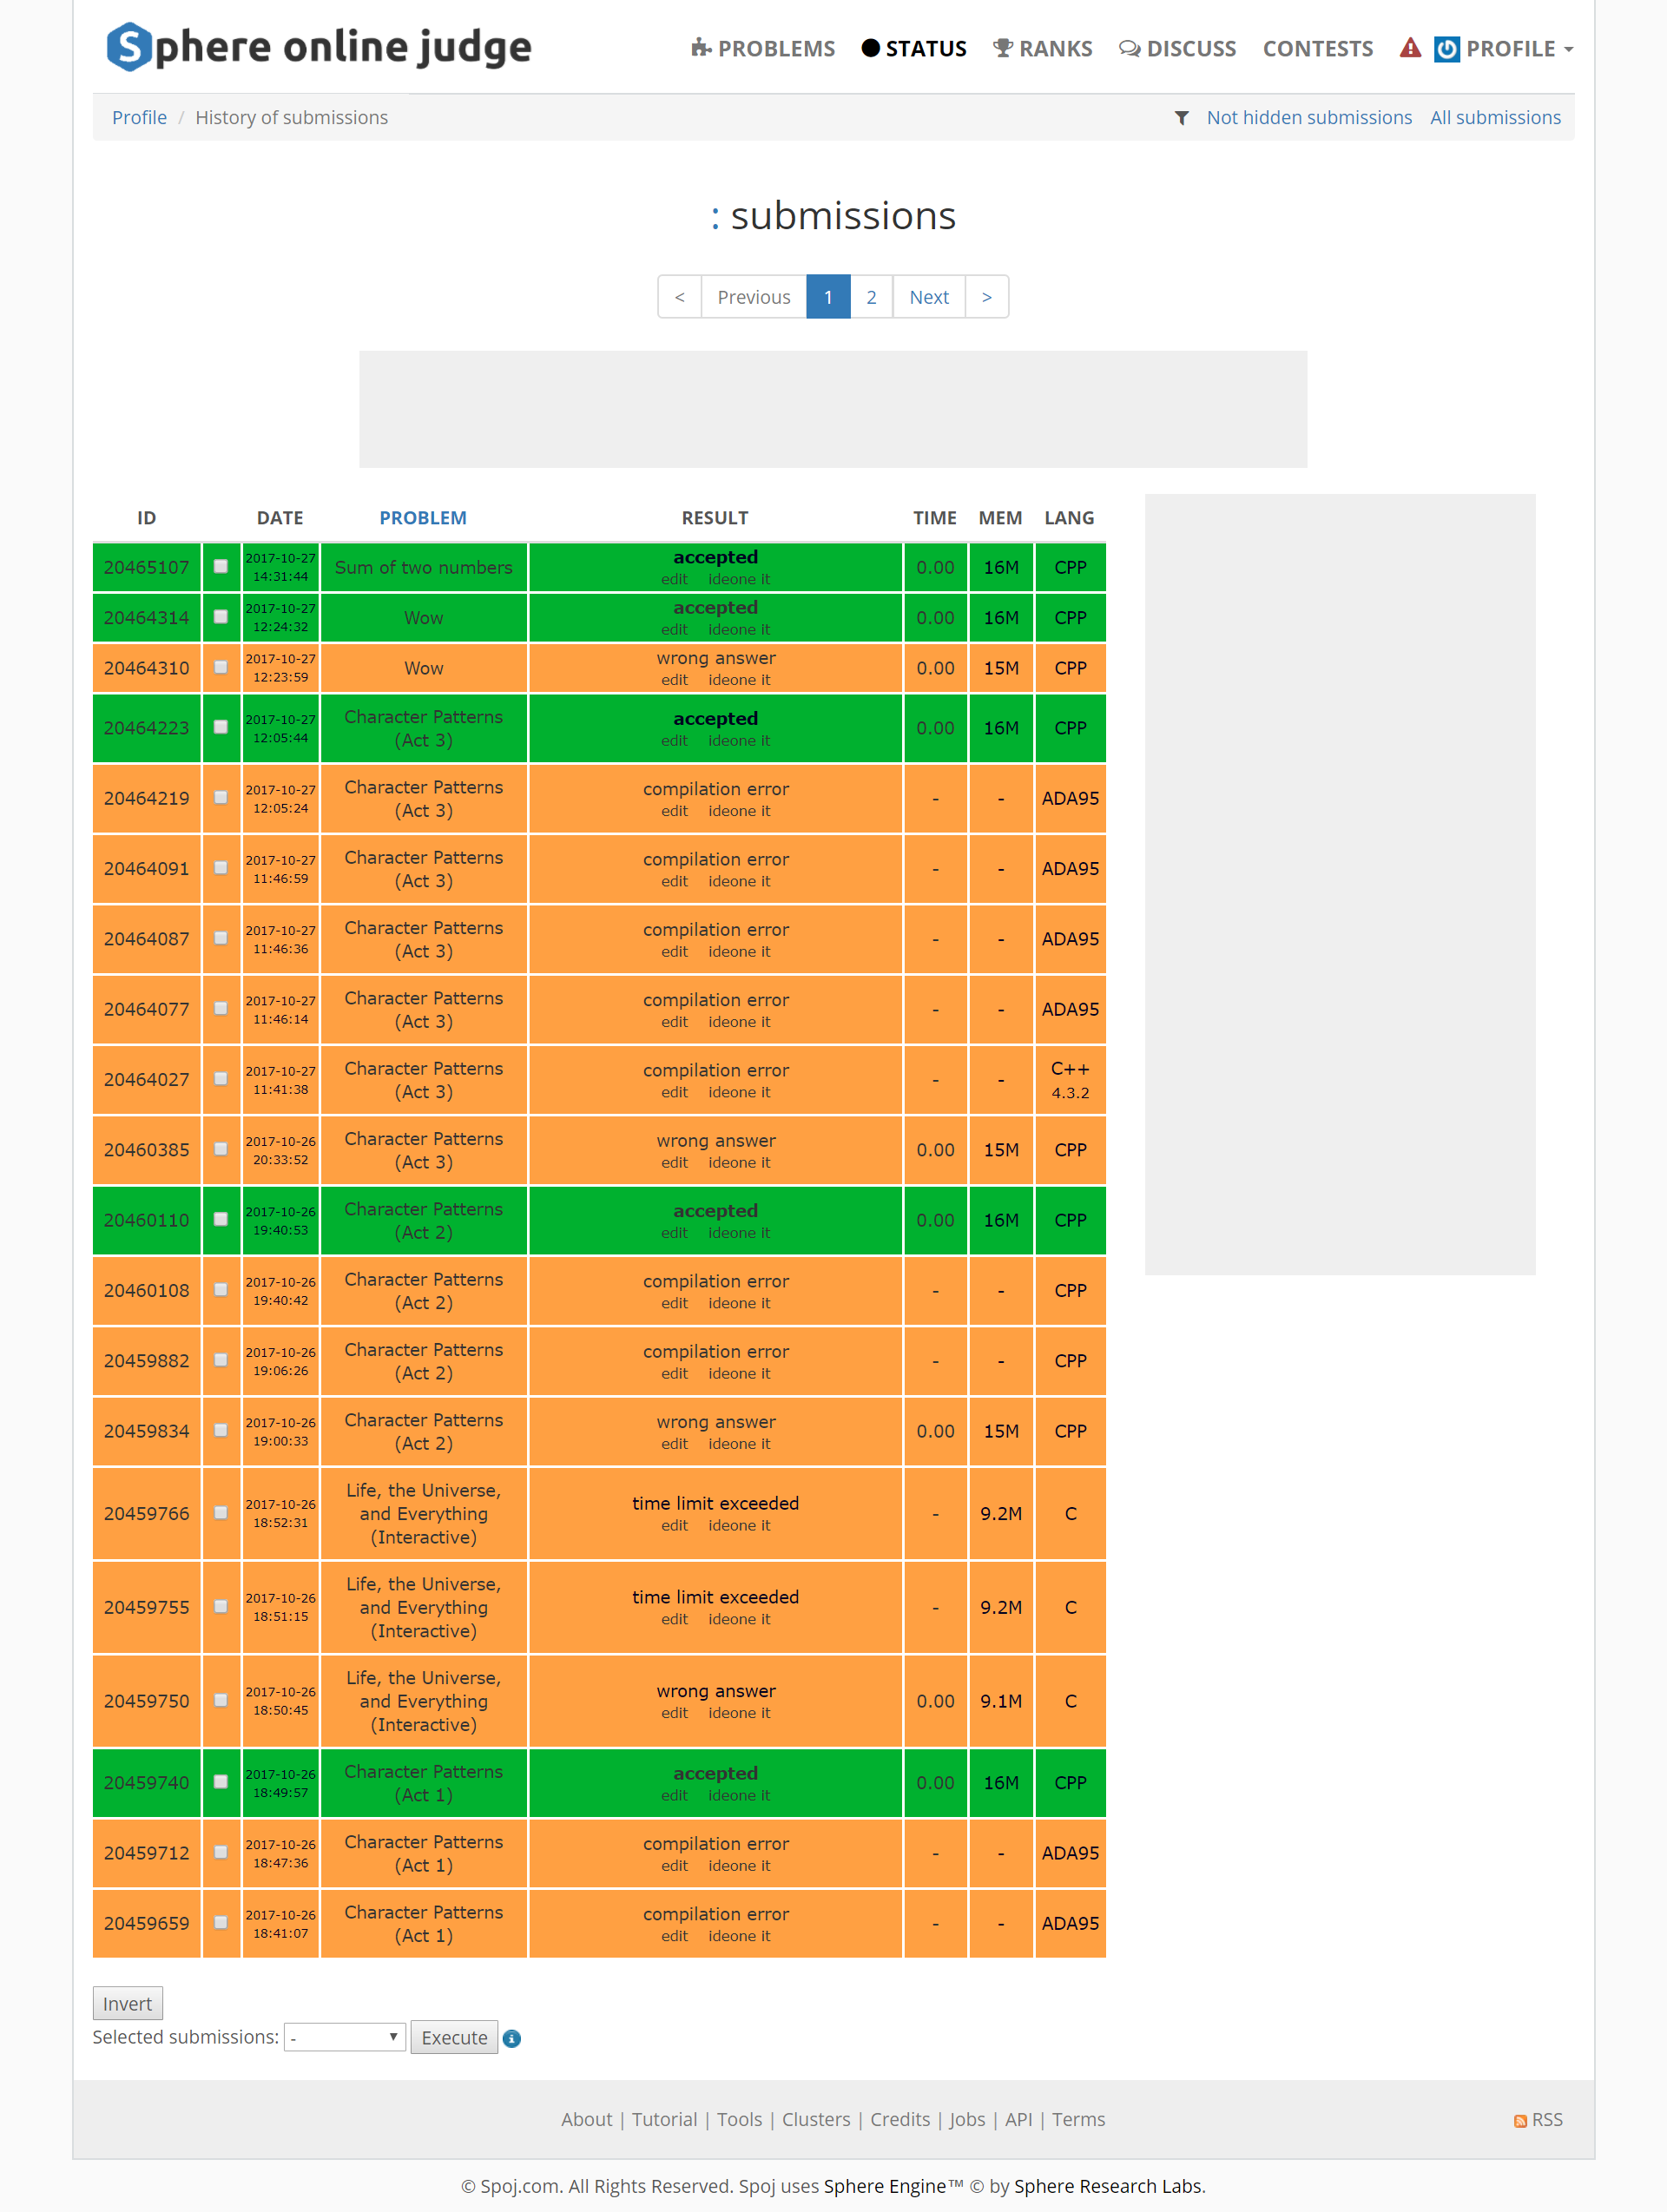 Sphere online judge
PROBLEMS STATUS RANKS DISCUSS CONTESTS PROFILE
Profile / History of submissions Not hidden submissions All submissions
: submissions
< Previous 1 2 Next >
ID DATE PROBLEM RESULT TIME MEM LANG
20465107 2017-10-27 14:31:44 Sum of two numbers accepted edit ideone it 0.00 16M CPP
20464314 2017-10-27 12:24:32 Wow accepted edit ideone it 0.00 16M CPP
20464310 2017-10-27 12:23:59 Wow wrong answer edit ideone it 0.00 15M CPP
20464223 2017-10-27 12:05:44 Character Patterns (Act 3) accepted edit ideone it 0.00 16M CPP
20464219 2017-10-27 12:05:24 Character Patterns (Act 3) compilation error edit ideone it - - ADA95
20464091 2017-10-27 11:46:59 Character Patterns (Act 3) compilation error edit ideone it - - ADA95
20464087 2017-10-27 11:46:36 Character Patterns (Act 3) compilation error edit ideone it - - ADA95
20464077 2017-10-27 11:46:14 Character Patterns (Act 3) compilation error edit ideone it - - ADA95
20464027 2017-10-27 11:41:38 Character Patterns (Act 3) compilation error edit ideone it - - C++ 4.3.2
20460385 2017-10-26 20:33:52 Character Patterns (Act 3) wrong answer edit ideone it 0.00 15M CPP
20460110 2017-10-26 19:40:53 Character Patterns (Act 2) accepted edit ideone it 0.00 16M CPP
20460108 2017-10-26 19:40:42 Character Patterns (Act 2) compilation error edit ideone it - - CPP
20459882 2017-10-26 19:06:26 Character Patterns (Act 2) compilation error edit ideone it - - CPP
20459834 2017-10-26 19:00:33 Character Patterns (Act 2) wrong answer edit ideone it 0.00 15M CPP
20459766 2017-10-26 18:52:31 Life, the Universe, and Everything (Interactive) time limit exceeded edit ideone it - 9.2M C
20459755 2017-10-26 18:51:15 Life, the Universe, and Everything (Interactive) time limit exceeded edit ideone it - 9.2M C
20459750 2017-10-26 18:50:45 Life, the Universe, and Everything (Interactive) wrong answer edit ideone it 0.00 9.1M C
20459740 2017-10-26 18:49:57 Character Patterns (Act 1) accepted edit ideone it 0.00 16M CPP
20459712 2017-10-26 18:47:36 Character Patterns (Act 1) compilation error edit ideone it - - ADA95
20459659 2017-10-26 18:41:07 Character Patterns (Act 1) compilation error edit ideone it - - ADA95
Invert
Selected submissions: - Execute
About | Tutorial | Tools | Clusters | Credits | Jobs | API | Terms RSS
© Spoj.com. All Rights Reserved. Spoj uses Sphere Engine™ © by Sphere Research Labs.